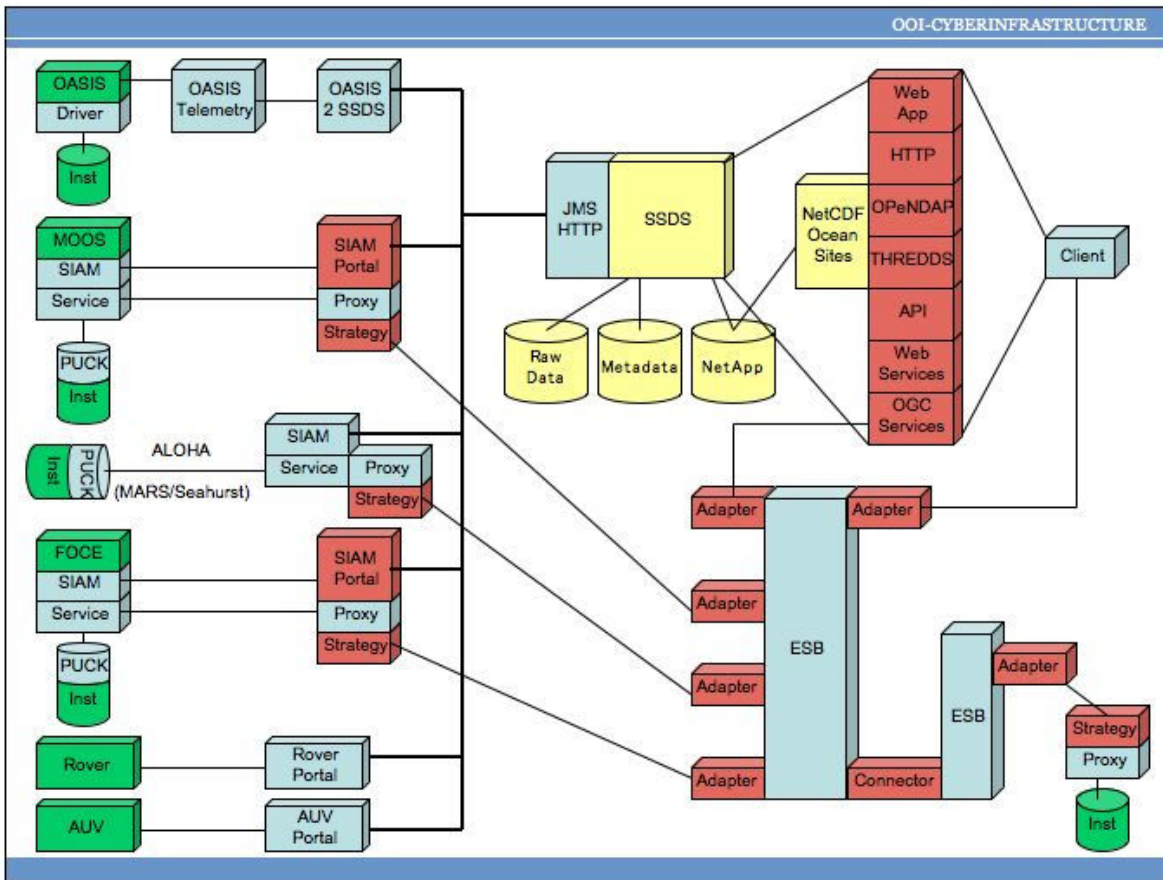 OOI-CYBERINFRASTRUCTURE
OASIS
Driver
Inst
OASIS
Telemetry
OASIS
2 SSDS
MOOS
SIAM
Service
PUCK
Inst
SIAM
Portal
Proxy
Strategy
Inst
PUCK
ALOHA
(MARS/Seahurst)
SIAM
Service
Proxy
Strategy
FOCE
SIAM
Service
PUCK
Inst
SIAM
Portal
Proxy
Strategy
Rover
Rover
Portal
AUV
AUV
Portal
JMS
HTTP
SSDS
Raw
Data
Metadata
NetApp
NetCDF
Ocean
Sites
Web
App
HTTP
OPeNDAP
THREDDS
API
Web
Services
OGC
Services
Client
Adapter
Adapter
Adapter
Adapter
Adapter
ESB
Connector
ESB
Adapter
Strategy
Proxy
Inst